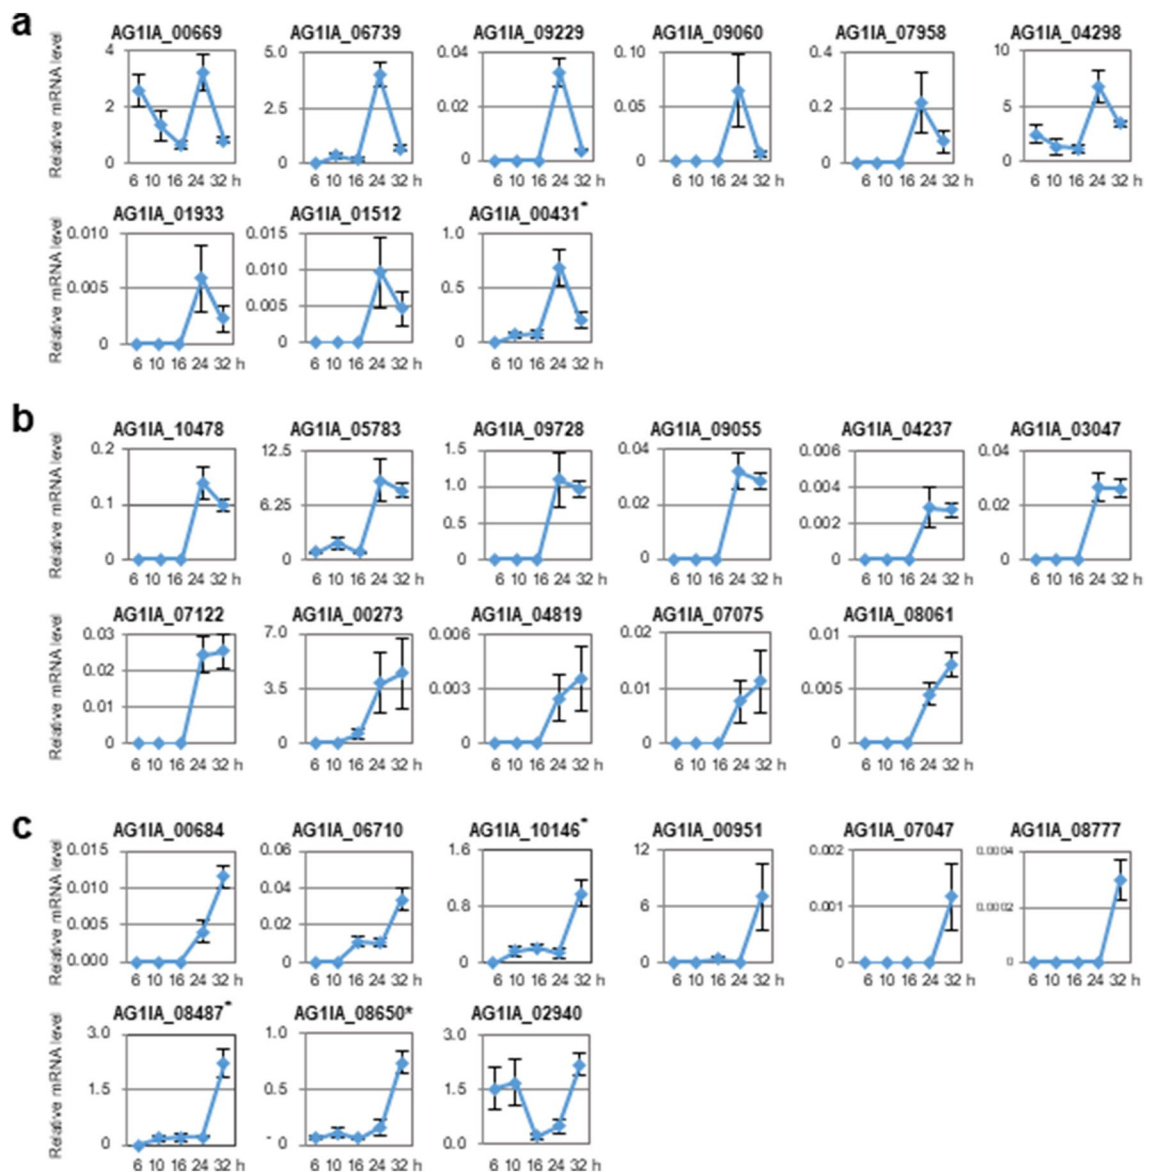 a
AG1IA_00669 AG1IA_06739 AG1IA_09229 AG1IA_09060 AG1IA_07958 AG1IA_04298
Relative mRNA level
4 2 0
5.0 2.5 0
0.04 0.02 0
0.10 0.05 0
0.4 0.2 0
10 5 0
6 10 16 24 32 h 6 10 16 24 32 h 6 10 16 24 32 h 6 10 16 24 32 h 6 10 16 24 32 h 6 10 16 24 32 h
AG1IA_01933 AG1IA_01512 AG1IA_00431*
Relative mRNA level
0.010 0.005 0
0.015 0.010 0.005 0
1.0 0.5 0
6 10 16 24 32 h 6 10 16 24 32 h 6 10 16 24 32 h
b
AG1IA_10478 AG1IA_05783 AG1IA_09728 AG1IA_09055 AG1IA_04237 AG1IA_03047
Relative mRNA level
0.2 0.1 0
12.5 6.25 0
1.5 1.0 0.5 0
0.04 0.02 0
0.006 0.004 0.002 0
0.04 0.02 0
6 10 16 24 32 h 6 10 16 24 32 h 6 10 16 24 32 h 6 10 16 24 32 h 6 10 16 24 32 h 6 10 16 24 32 h
AG1IA_07122 AG1IA_00273 AG1IA_04819 AG1IA_07075 AG1IA_08061
Relative mRNA level
0.03 0.02 0.01 0
7.0 3.5 0
0.006 0.003 0
0.02 0.01 0
0.01 0.005 0
6 10 16 24 32 h 6 10 16 24 32 h 6 10 16 24 32 h 6 10 16 24 32 h 6 10 16 24 32 h
c
AG1IA_00684 AG1IA_06710 AG1IA_10146* AG1IA_00951 AG1IA_07047 AG1IA_08777
Relative mRNA level
0.015 0.010 0.005 0.000
0.06 0.04 0.02 0
1.6 0.8 0
12 6 0
0.002 0.001 0
0.0004 0.0002 0
6 10 16 24 32 h 6 10 16 24 32 h 6 10 16 24 32 h 6 10 16 24 32 h 6 10 16 24 32 h 6 10 16 24 32 h
AG1IA_08487* AG1IA_08650* AG1IA_02940
Relative mRNA level
3.0 1.5 0
1.0 0.5 - 0
3.0 1.5 0.0
6 10 16 24 32 h 6 10 16 24 32 h 6 10 16 24 32 h